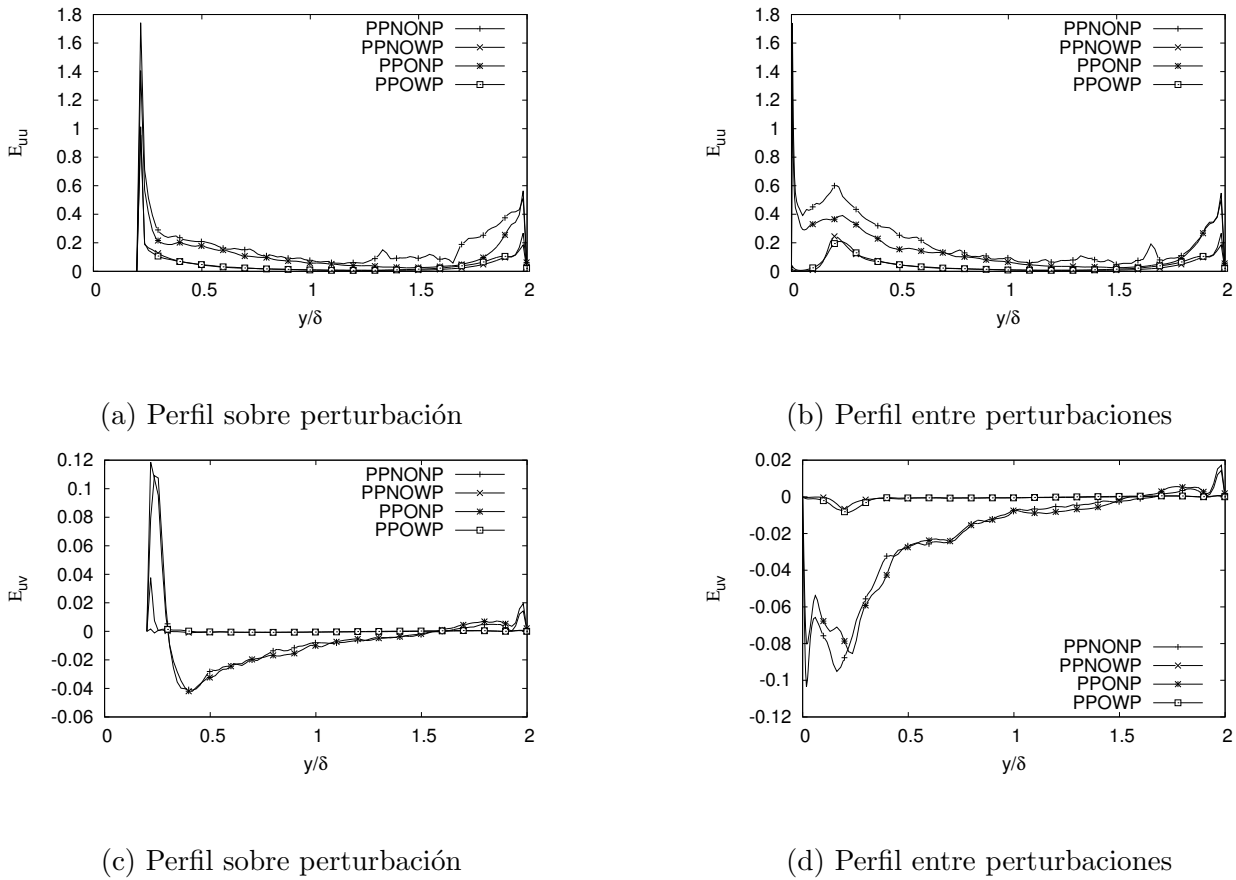 1.8
1.6
1.4
1.2
1
0.8
0.6
0.4
0.2
0
E_uu
PPNONP
PPNOWP
PPONP
PPOWP
0 0.5 1 1.5 2
y/δ
(a) Perfil sobre perturbación
1.8
1.6
1.4
1.2
1
0.8
0.6
0.4
0.2
0
E_uu
PPNONP
PPNOWP
PPONP
PPOWP
0 0.5 1 1.5 2
y/δ
(b) Perfil entre perturbaciones
0.12
0.1
0.08
0.06
0.04
0.02
0
-0.02
-0.04
-0.06
E_uv
PPNONP
PPNOWP
PPONP
PPOWP
0 0.5 1 1.5 2
y/δ
(c) Perfil sobre perturbación
0.02
0
-0.02
-0.04
-0.06
-0.08
-0.1
-0.12
E_uv
PPNONP
PPNOWP
PPONP
PPOWP
0 0.5 1 1.5 2
y/δ
(d) Perfil entre perturbaciones